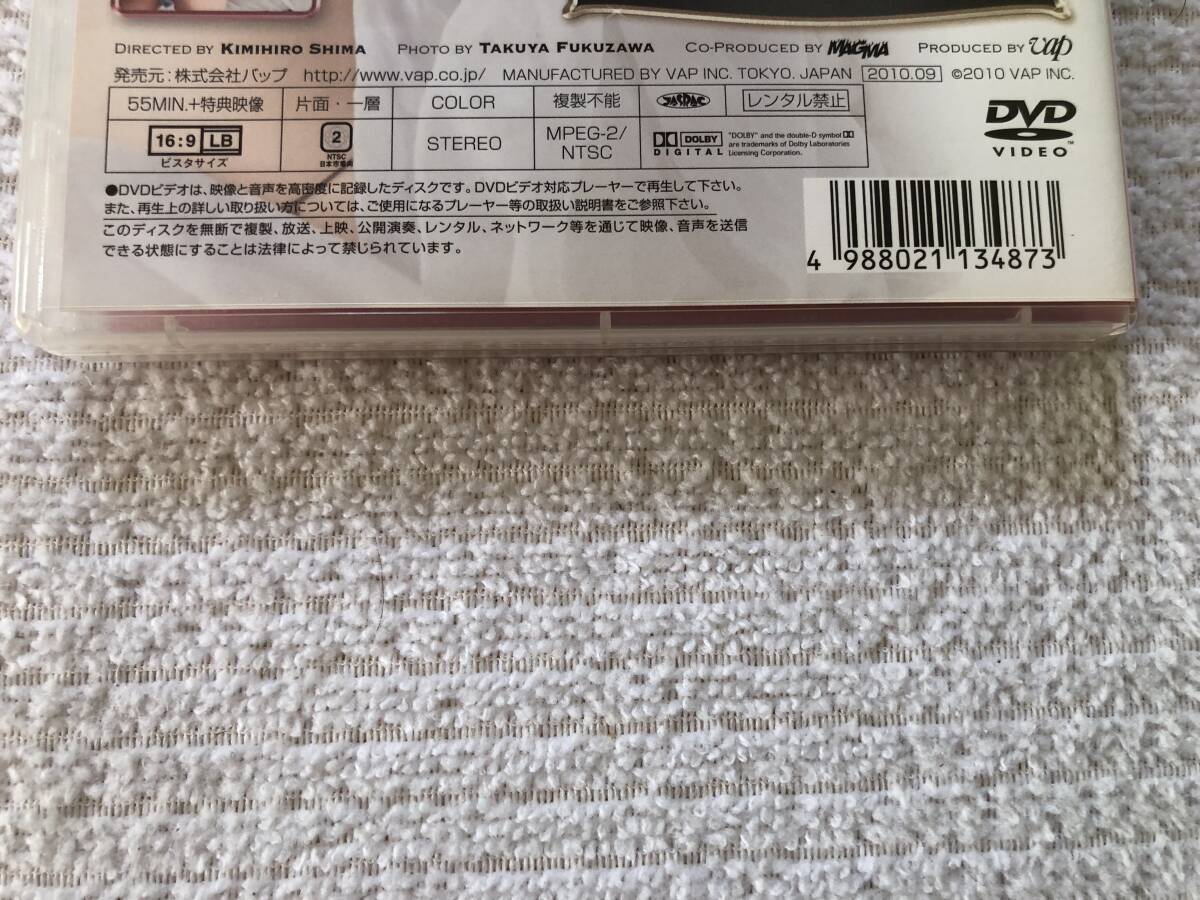 DIRECTED BY KIMIHIRO SHIMA PHOTO BY TAKUYA FUKUZAWA CO-PRODUCED BY MAGMA PRODUCED BY vap
発売元：株式会社バップ http://www.vap.co.jp/ MANUFACTURED BY VAP INC. TOKYO. JAPAN 2010.09 ©2010 VAP INC.
55MIN.+特典映像 片面・一層 COLOR 複製不能 JASRAC レンタル禁止
16:9 LB ビスタサイズ 2 NTSC 日本市場向 STEREO MPEG-2/NTSC DOLBY DIGITAL
"DOLBY" and the double-D symbol
are trademarks of Dolby Laboratories
Licensing Corporation.
DVD VIDEO ™
●DVDビデオは、映像と音声を高密度に記録したディスクです。DVDビデオ対応プレーヤーで再生して下さい。
また、再生上の詳しい取り扱い方については、ご使用になるプレーヤー等の取扱い説明書をご参照下さい。
このディスクを無断で複製、放送、上映、公開演奏、レンタル、ネットワーク等を通じて映像、音声を送信
できる状態にすることは法律によって禁じられています。
4 988021 134873